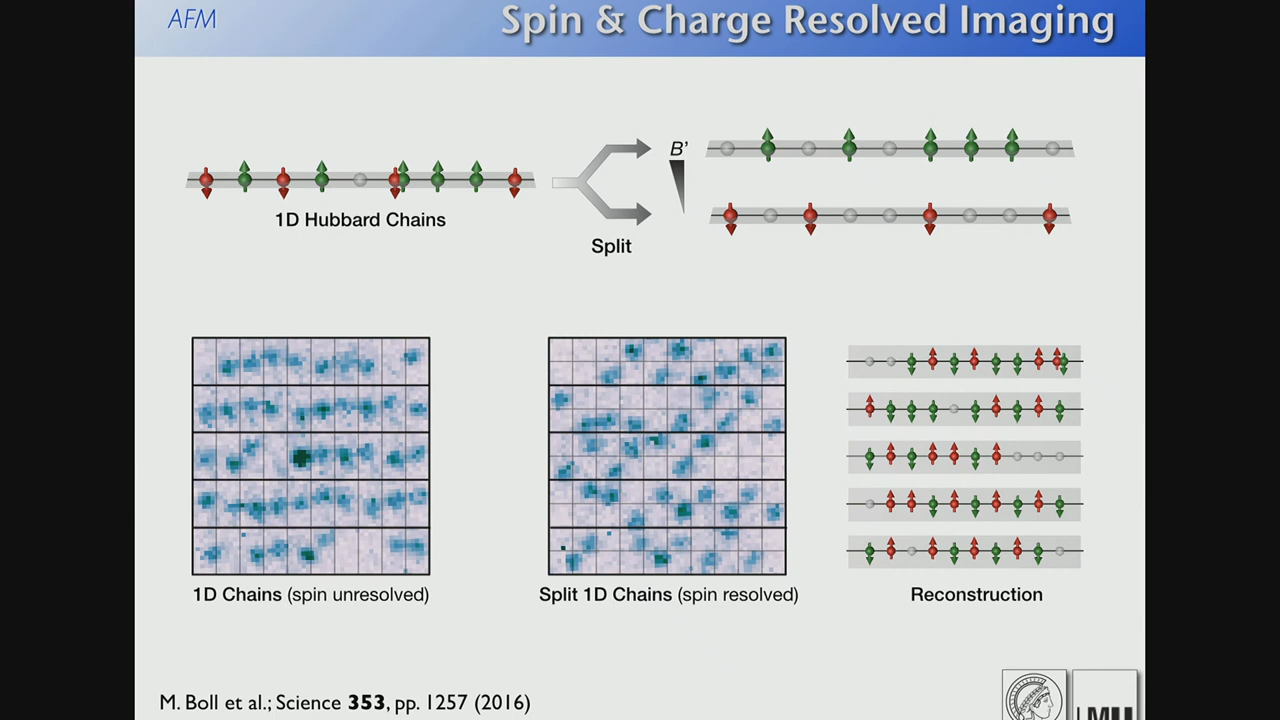 AFM
Spin & Charge Resolved Imaging
B'
1D Hubbard Chains
Split
1D Chains (spin unresolved)
Split 1D Chains (spin resolved)
Reconstruction
M. Boll et al.; Science 353, pp. 1257 (2016)
LMU